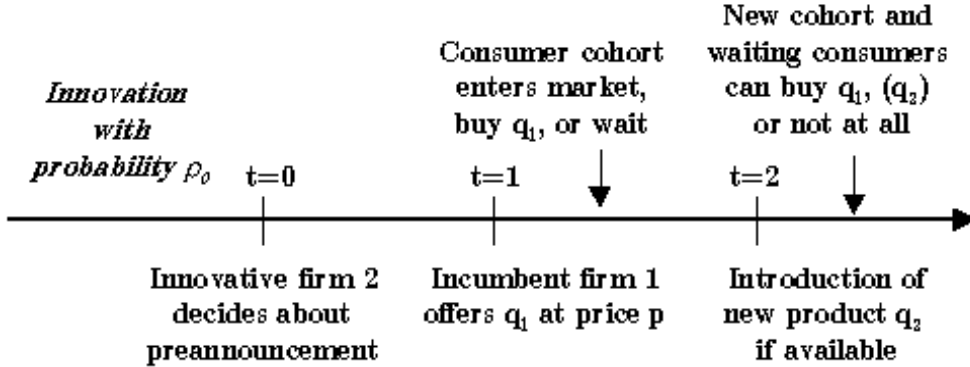 Innovation
with
probability ρ₀
t=0
Innovative firm 2
decides about
preannouncement
Consumer cohort
enters market,
buy q₁, or wait
t=1
Incumbent firm 1
offers q₁ at price p
New cohort and
waiting consumers
can buy q₁, (q₂)
or not at all
t=2
Introduction of
new product q₂
if available